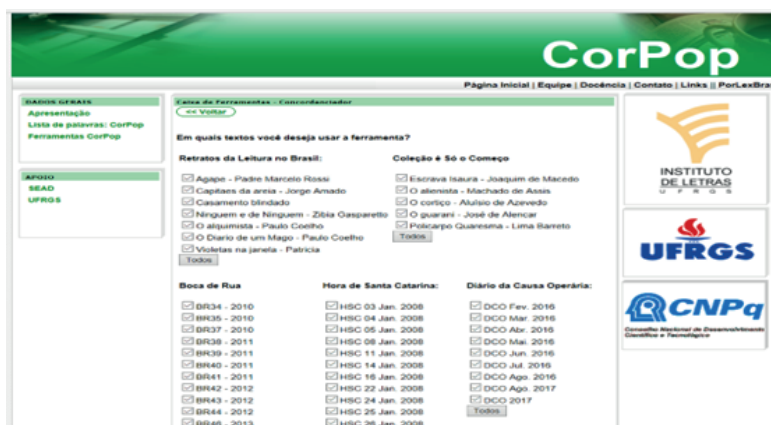 CorPop
Página Inicial | Equipe | Docência | Contato | Links || PorLexBras
DADOS GERAIS
Apresentação
Lista de palavras: CorPop
Ferramentas CorPop
APOIO
SEAD
UFRGS
Caixa de Ferramentas - Concordanciador
<< Voltar
Em quais textos você deseja usar a ferramenta?
Retratos da Leitura no Brasil:
Agape - Padre Marcelo Rossi
Capitaes da areia - Jorge Amado
Casamento blindado
Ninguem e de Ninguem - Zibia Gasparetto
O alquimista - Paulo Coelho
O Diario de um Mago - Paulo Coelho
Violetas na janela - Patricia
Todos
Coleção é Só o Começo
Escrava Isaura - Joaquim de Macedo
O alienista - Machado de Assis
O cortiço - Aluísio de Azevedo
O guarani - José de Alencar
Policarpo Quaresma - Lima Barreto
Todos
Boca de Rua
BR34 - 2010
BR35 - 2010
BR37 - 2010
BR38 - 2011
BR39 - 2011
BR40 - 2011
BR41 - 2011
BR42 - 2012
BR43 - 2012
BR44 - 2012
BR46 - 2013
Hora de Santa Catarina:
HSC 03 Jan. 2008
HSC 04 Jan. 2008
HSC 05 Jan. 2008
HSC 08 Jan. 2008
HSC 11 Jan. 2008
HSC 14 Jan. 2008
HSC 16 Jan. 2008
HSC 22 Jan. 2008
HSC 24 Jan. 2008
HSC 25 Jan. 2008
HSC 26 Jan. 2008
Diário da Causa Operária:
DCO Fev. 2016
DCO Mar. 2016
DCO Abr. 2016
DCO Mai. 2016
DCO Jun. 2016
DCO Jul. 2016
DCO Ago. 2016
DCO Ago. 2017
DCO 2017
Todos
INSTITUTO
DE LETRAS
UFRGS
UFRGS
CNPq
Conselho Nacional de Desenvolvimento
Científico e Tecnológico